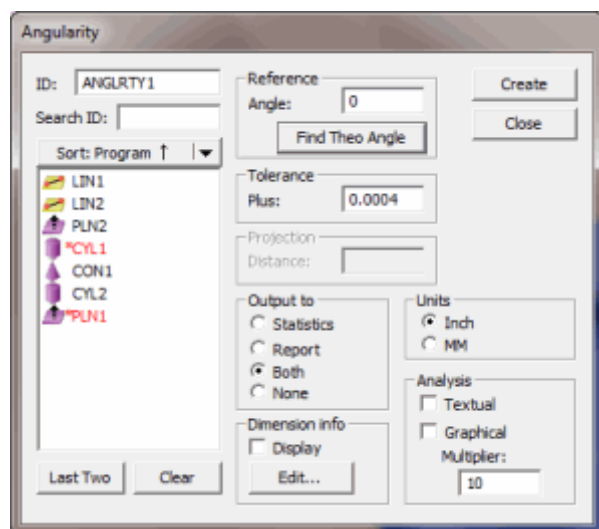 Angularity
ID: ANGLRTY1
Search ID:
Sort: Program ↑
LIN1
LIN2
PLN2
*CYL1
CON1
CYL2
*PLN1
Last Two
Clear
Reference
Angle: 0
Find Theo Angle
Tolerance
Plus: 0.0004
Projection
Distance:
Output to
Statistics
Report
Both
None
Dimension info
Display
Edit...
Create
Close
Units
Inch
MM
Analysis
Textual
Graphical
Multiplier:
10